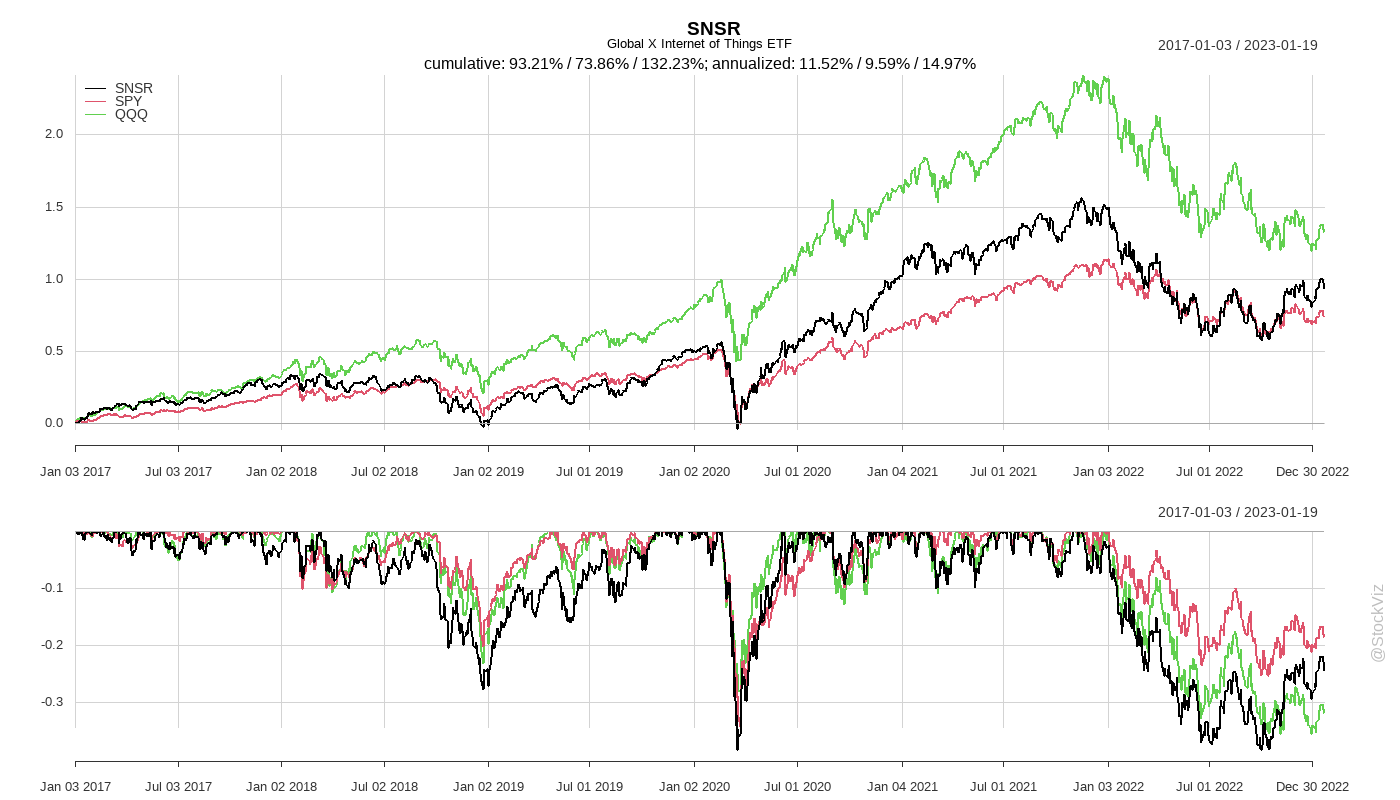 SNSR
Global X Internet of Things ETF
2017-01-03 / 2023-01-19
cumulative: 93.21% / 73.86% / 132.23%; annualized: 11.52% / 9.59% / 14.97%
SNSR
SPY
QQQ
2.0
1.5
1.0
0.5
0.0
Jan 03 2017 Jul 03 2017 Jan 02 2018 Jul 02 2018 Jan 02 2019 Jul 01 2019 Jan 02 2020 Jul 01 2020 Jan 04 2021 Jul 01 2021 Jan 03 2022 Jul 01 2022 Dec 30 2022
2017-01-03 / 2023-01-19
-0.1
-0.2
-0.3
Jan 03 2017 Jul 03 2017 Jan 02 2018 Jul 02 2018 Jan 02 2019 Jul 01 2019 Jan 02 2020 Jul 01 2020 Jan 04 2021 Jul 01 2021 Jan 03 2022 Jul 01 2022 Dec 30 2022
@StockViz